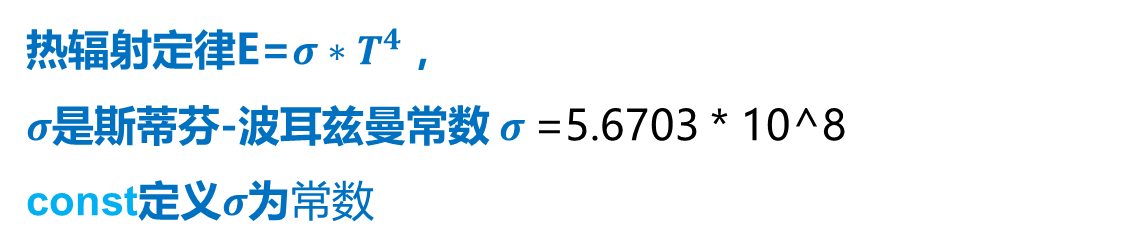 热辐射定律E=σ * T⁴，
σ是斯蒂芬-波耳兹曼常数 σ =5.6703 * 10^8
const定义σ为常数